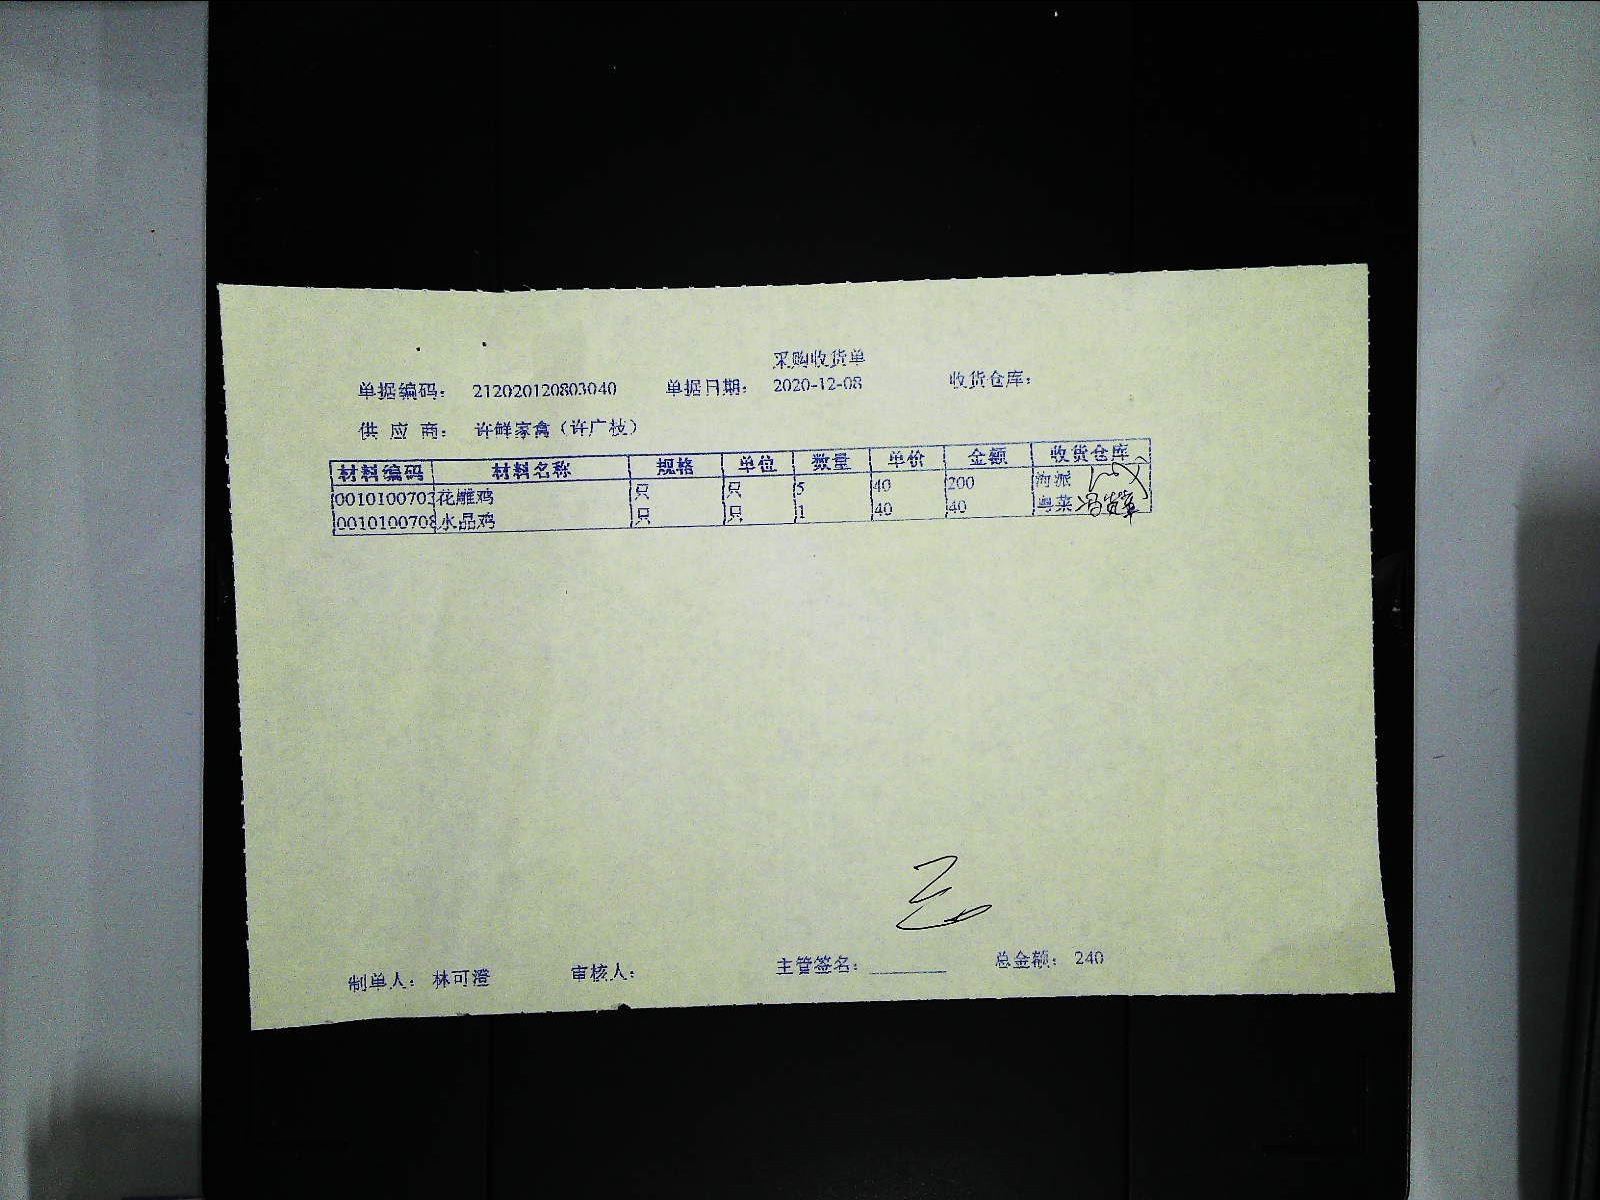 采购收货单
单据编码： 212020120803040 单据日期： 2020-12-08 收货仓库：
供 应 商： 许鲜家禽（许广枝）
材料编码 材料名称 规格 单位 数量 单价 金额 收货仓库
0010100703 花雕鸡 只 只 5 40 200 海派
0010100708 水晶鸡 只 只 1 40 40 粤菜
制单人： 林可澄 审核人： 主管签名：________ 总金额： 240